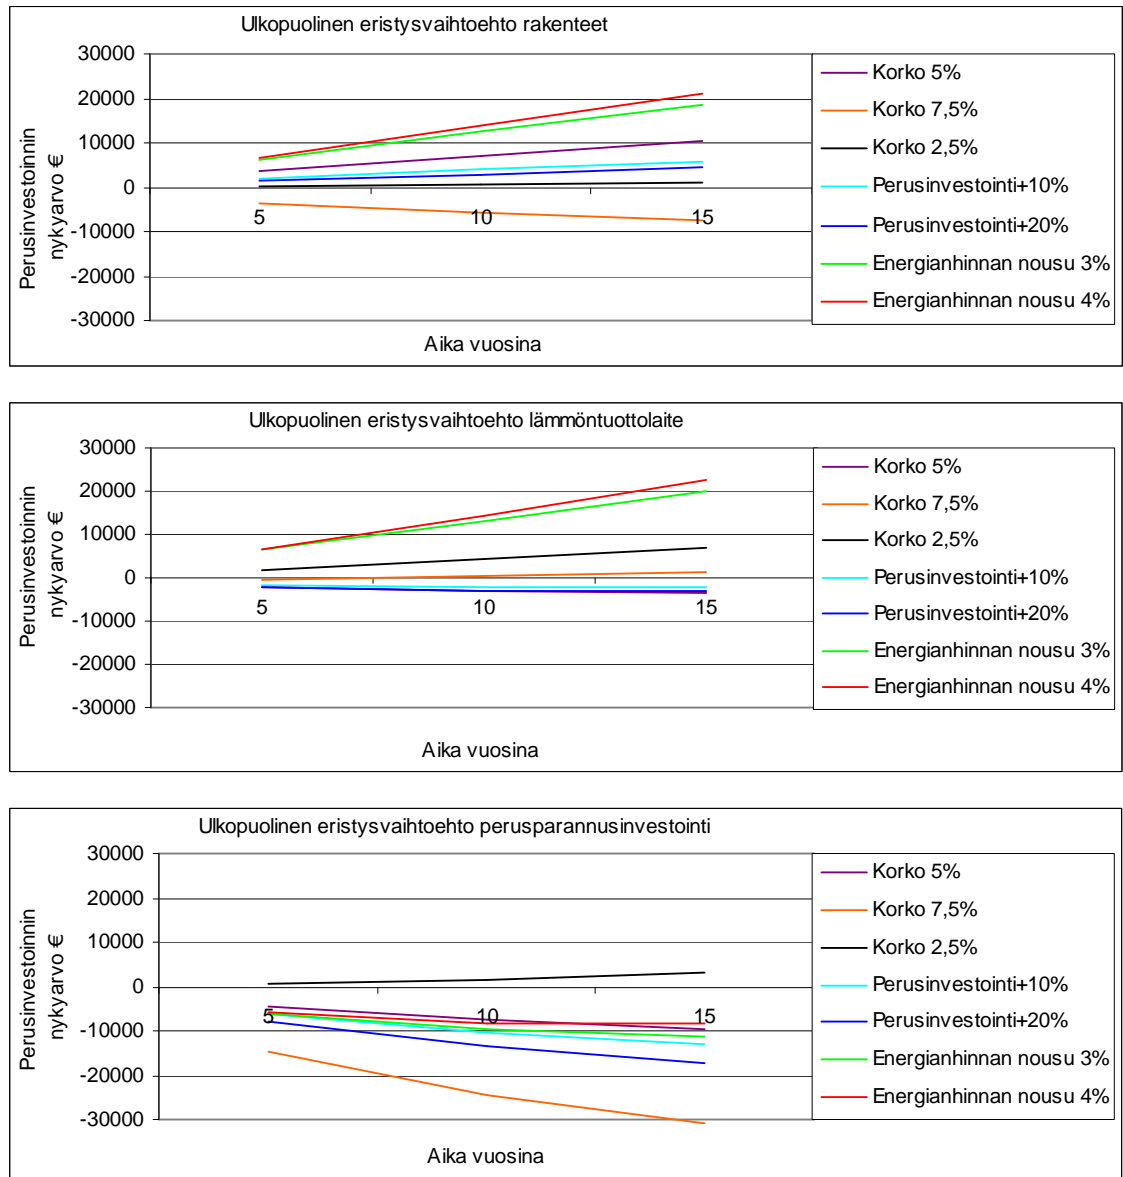 Ulkopuolinen eristysvaihtoehto rakenteet
Perusinvestoinnin
nykyarvo €
30000
20000
10000
0
-10000
-20000
-30000
5
10
15
Aika vuosina
Korko 5%
Korko 7,5%
Korko 2,5%
Perusinvestointi+10%
Perusinvestointi+20%
Energianhinnan nousu 3%
Energianhinnan nousu 4%
Ulkopuolinen eristysvaihtoehto lämmöntuottolaite
Perusinvestoinnin
nykyarvo €
30000
20000
10000
0
-10000
-20000
-30000
5
10
15
Aika vuosina
Korko 5%
Korko 7,5%
Korko 2,5%
Perusinvestointi+10%
Perusinvestointi+20%
Energianhinnan nousu 3%
Energianhinnan nousu 4%
Ulkopuolinen eristysvaihtoehto perusparannusinvestointi
Perusinvestoinnin
nykyarvo €
30000
20000
10000
0
-10000
-20000
-30000
5
10
15
Aika vuosina
Korko 5%
Korko 7,5%
Korko 2,5%
Perusinvestointi+10%
Perusinvestointi+20%
Energianhinnan nousu 3%
Energianhinnan nousu 4%